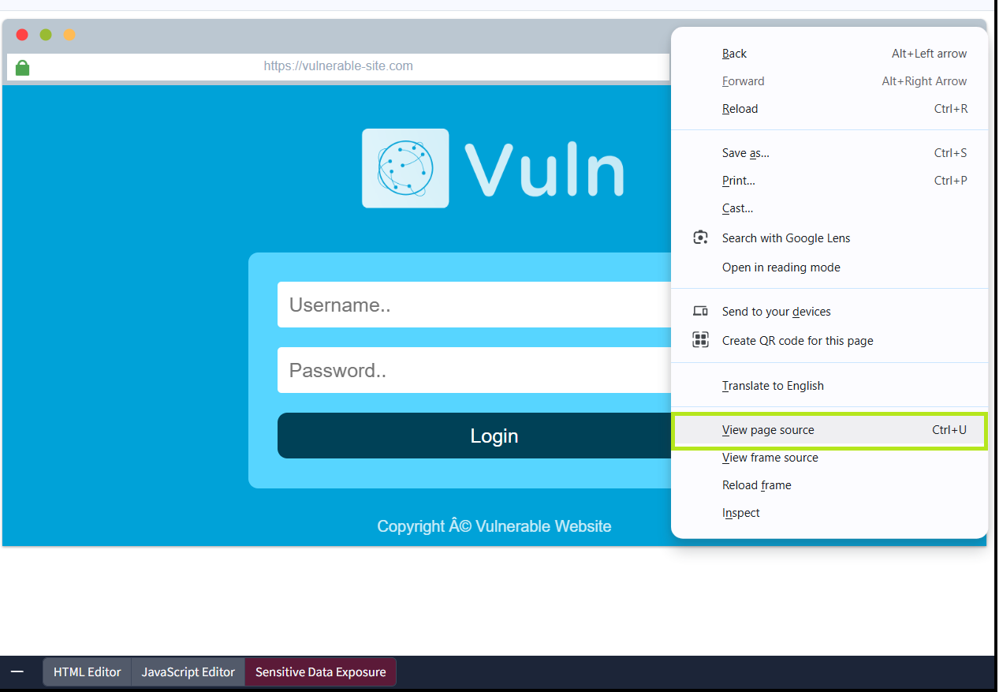 https://vulnerable-site.com
Vuln
Username..
Password..
Login
Copyright Â© Vulnerable Website
Back Alt+Left arrow
Forward Alt+Right Arrow
Reload Ctrl+R
Save as... Ctrl+S
Print... Ctrl+P
Cast...
Search with Google Lens
Open in reading mode
Send to your devices
Create QR code for this page
Translate to English
View page source Ctrl+U
View frame source
Reload frame
Inspect
HTML Editor JavaScript Editor Sensitive Data Exposure